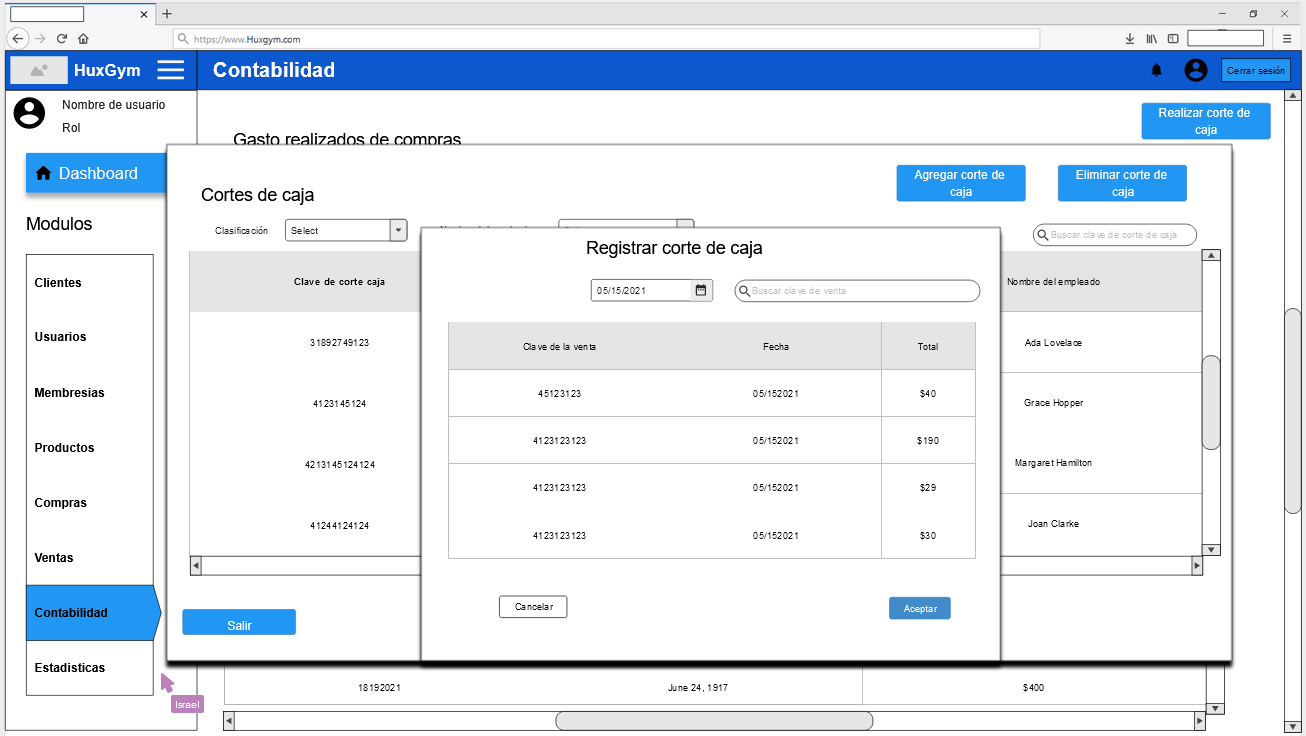 https://www.Huxgym.com
HuxGym
Contabilidad
Cerrar sesión
Nombre de usuario
Rol
Realizar corte de
caja
Gasto realizados de compras
Dashboard
Agregar corte de
caja
Eliminar corte de
caja
Cortes de caja
Modulos
Clasificación
Select
Buscar clave de corte de caja
Registrar corte de caja
Clave de corte caja
Nombre del empleado
05/15/2021
Buscar clave de venta
Clientes
Usuarios
Membresias
Productos
Compras
Ventas
Contabilidad
Estadísticas
31892749123
4123145124
4213145124124
41244124124
Clave de la venta Fecha Total
45123123 05/152021 $40
4123123123 05/152021 $190
4123123123 05/152021 $29
4123123123 05/152021 $30
Ada Lovelace
Grace Hopper
Margaret Hamilton
Joan Clarke
Cancelar
Aceptar
Salir
18192021 June 24, 1917 $400
Israel